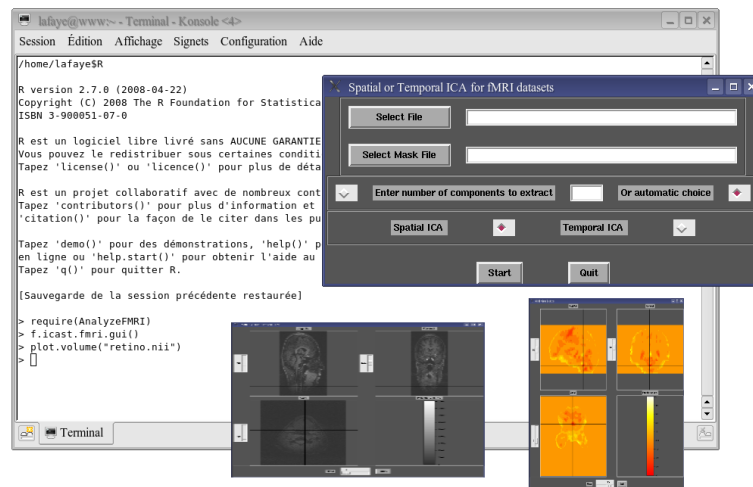 lafaye@www:~ - Terminal - Konsole <4>
Session Édition Affichage Signets Configuration Aide
/home/lafaye$R
R version 2.7.0 (2008-04-22)
Copyright (C) 2008 The R Foundation for Statistica
ISBN 3-900051-07-0
R est un logiciel libre livré sans AUCUNE GARANTIE
Vous pouvez le redistribuer sous certaines conditi
Tapez 'license()' ou 'licence()' pour plus de déta
R est un projet collaboratif avec de nombreux cont
Tapez 'contributors()' pour plus d'information et
'citation()' pour la façon de le citer dans les pu
Tapez 'demo()' pour des démonstrations, 'help()' p
en ligne ou 'help.start()' pour obtenir l'aide au
Tapez 'q()' pour quitter R.
[Sauvegarde de la session précédente restaurée]
> require(AnalyzeFMRI)
> f.icast.fmri.gui()
> plot.volume("retino.nii")
>
Terminal
Spatial or Temporal ICA for fMRI datasets
Select File
Select Mask File
Enter number of components to extract Or automatic choice
Spatial ICA Temporal ICA
Start Quit